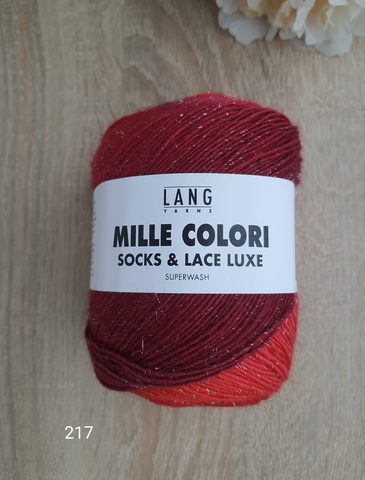 LANG
YARNS
MILLE COLORI
SOCKS & LACE LUXE
SUPERWASH
217